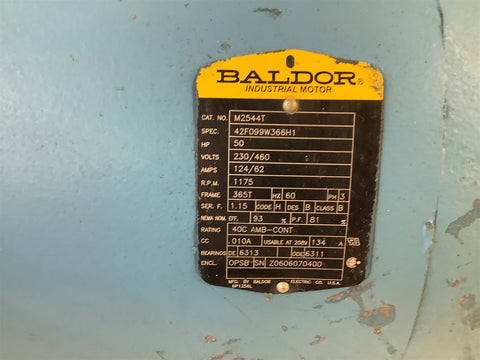 BALDOR®
INDUSTRIAL MOTOR
CAT. NO. M2544T
SPEC. 42F099W366H1
HP 50
VOLTS 230/460
AMPS 124/62
R.P.M. 1175
FRAME 365T HZ 60 PH 3
SER. F. 1.15 CODE H DES B CLASS B
NEMA NOM. EFF. 93 % P.F. 81 %
RATING 40C AMB-CONT
CC .010A USABLE AT 208V 134 A
BEARINGS DE 6313 ODE 6311
ENCL. OPSB SN Z0606070400
MFG. BY BALDOR ELECTRIC CO. U.S.A.